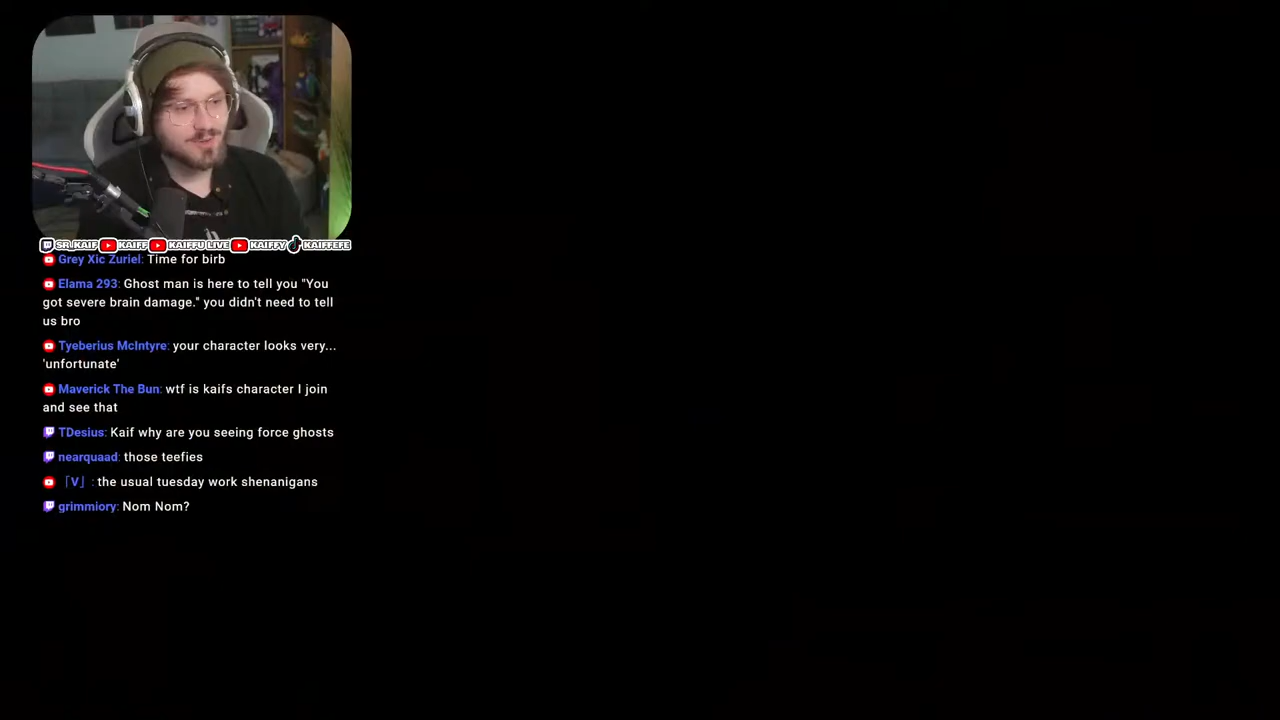 SR_KAIF KAIFF KAIFFU LIVE KAIFFY KAIFFEFE
Grey Xic Zuriel: Time for birb
Elama 293: Ghost man is here to tell you "You
got severe brain damage." you didn't need to tell
us bro
Tyeberius McIntyre: your character looks very...
'unfortunate'
Maverick The Bun: wtf is kaifs character I join
and see that
TDesius: Kaif why are you seeing force ghosts
nearquaad: those teefies
「V」: the usual tuesday work shenanigans
grimmiory: Nom Nom?